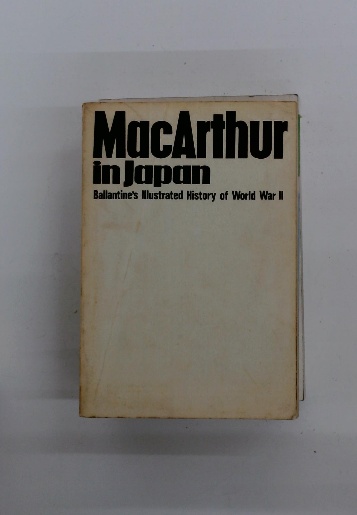 MacArthur
in Japan
Ballantine's Illustrated History of World War II